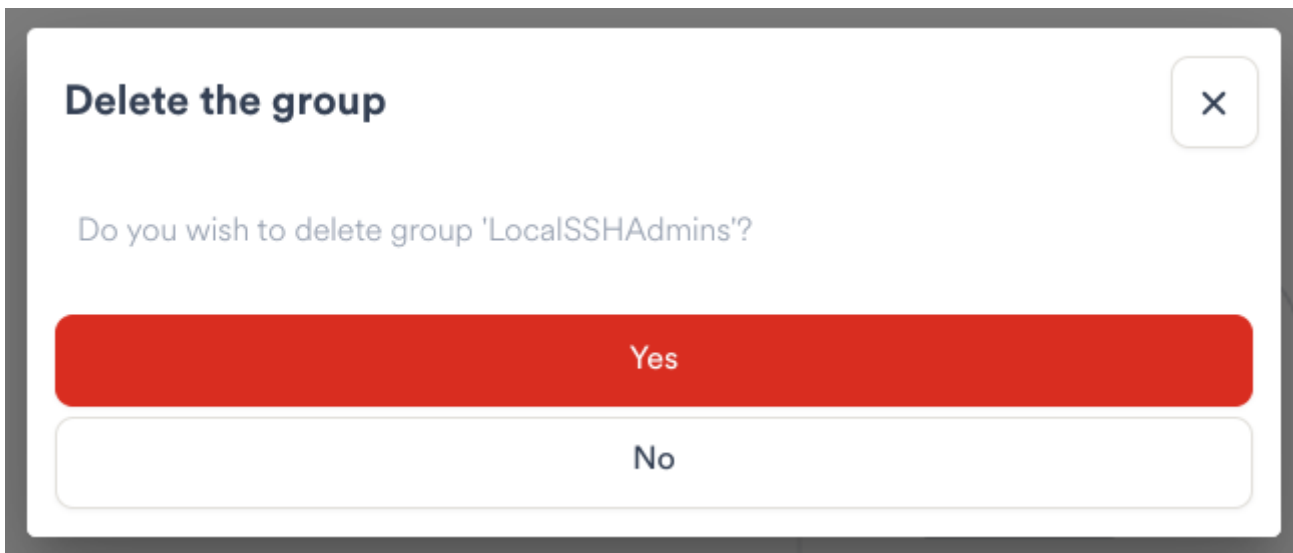 Delete the group
Do you wish to delete group 'LocalSSHAdmins'?
Yes
No